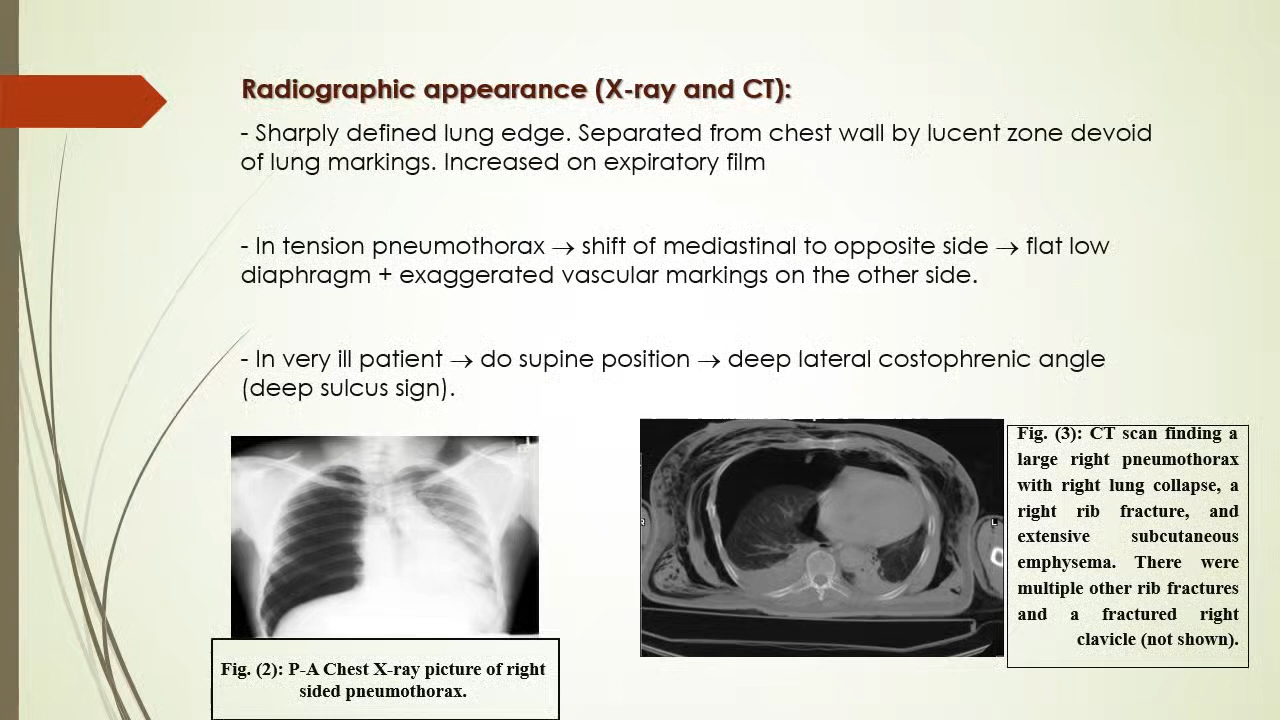 Radiographic appearance (X-ray and CT):
- Sharply defined lung edge. Separated from chest wall by lucent zone devoid
of lung markings. Increased on expiratory film
- In tension pneumothorax → shift of mediastinal to opposite side → flat low
diaphragm + exaggerated vascular markings on the other side.
- In very ill patient → do supine position → deep lateral costophrenic angle
(deep sulcus sign).
R
L
Fig. (2): P-A Chest X-ray picture of right
sided pneumothorax.
Fig. (3): CT scan finding a
large right pneumothorax
with right lung collapse, a
right rib fracture, and
extensive subcutaneous
emphysema. There were
multiple other rib fractures
and a fractured right
clavicle (not shown).